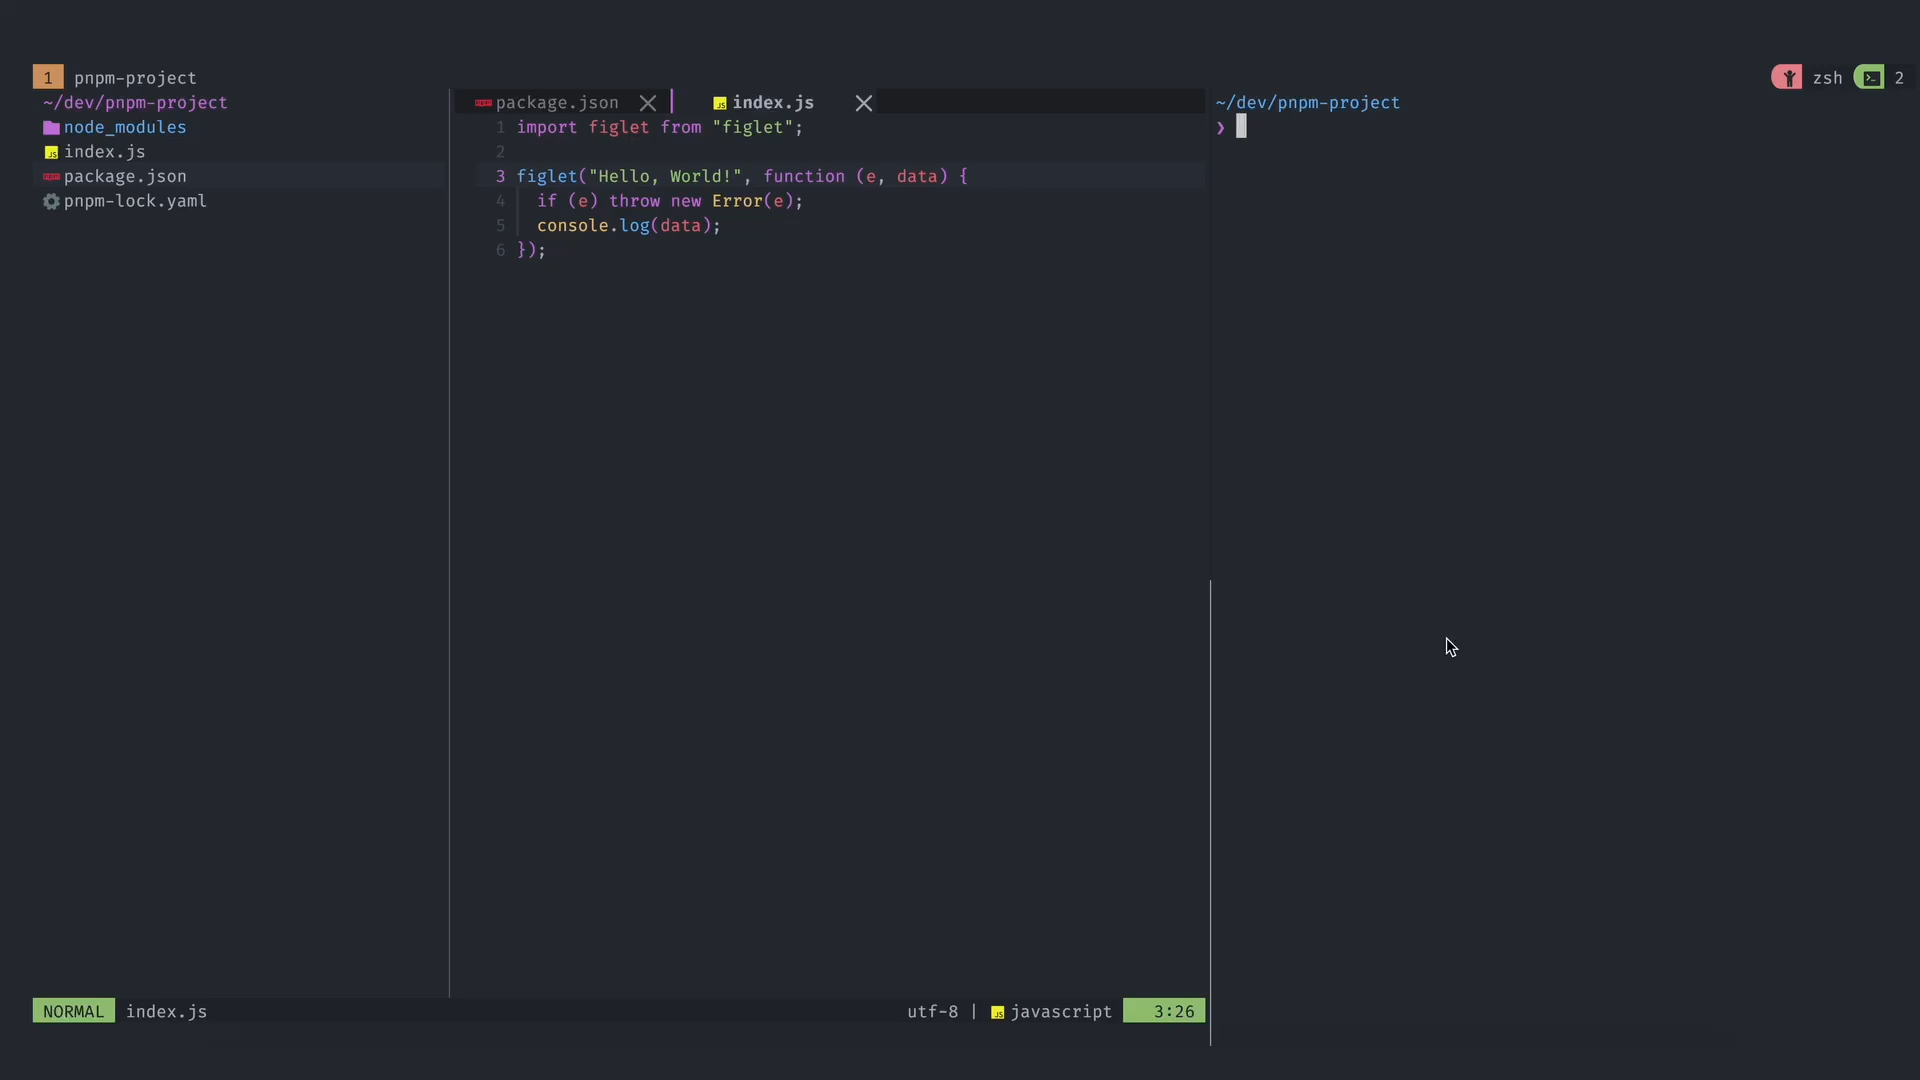 1 pnpm-project
zsh 2
~/dev/pnpm-project
node_modules
index.js
package.json
pnpm-lock.yaml
package.json index.js
1 import figlet from "figlet";
2
3 figlet("Hello, World!", function (e, data) {
4 if (e) throw new Error(e);
5 console.log(data);
6 });
~/dev/pnpm-project
❯
NORMAL index.js
utf-8 | JS javascript 3:26